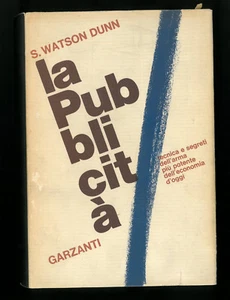 S. WATSON DUNN
la
Pub
bli
cit
à
tecnica e segreti
dell'arma
più potente
dell'economia
d'oggi
GARZANTI